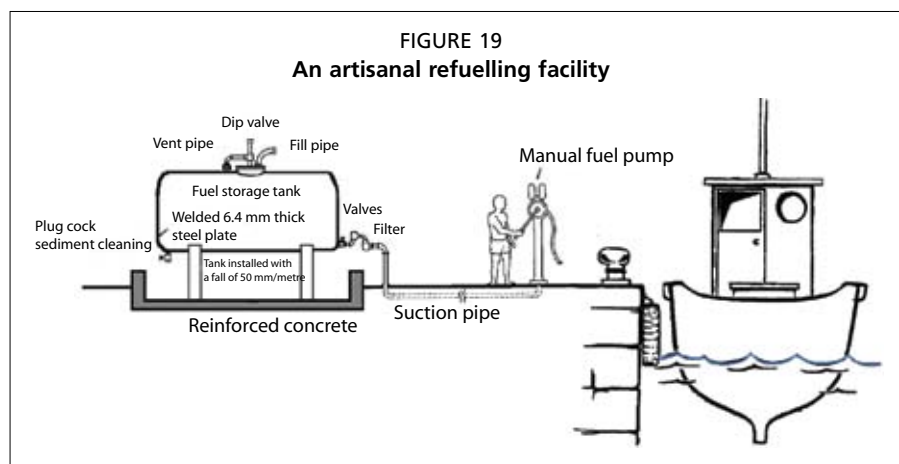 FIGURE 19
An artisanal refuelling facility
Dip valve
Vent pipe
Fill pipe
Manual fuel pump
Fuel storage tank
Plug cock
sediment cleaning
Welded 6.4 mm thick
steel plate
Valves
Filter
Tank installed with
a fall of 50 mm/metre
Suction pipe
Reinforced concrete